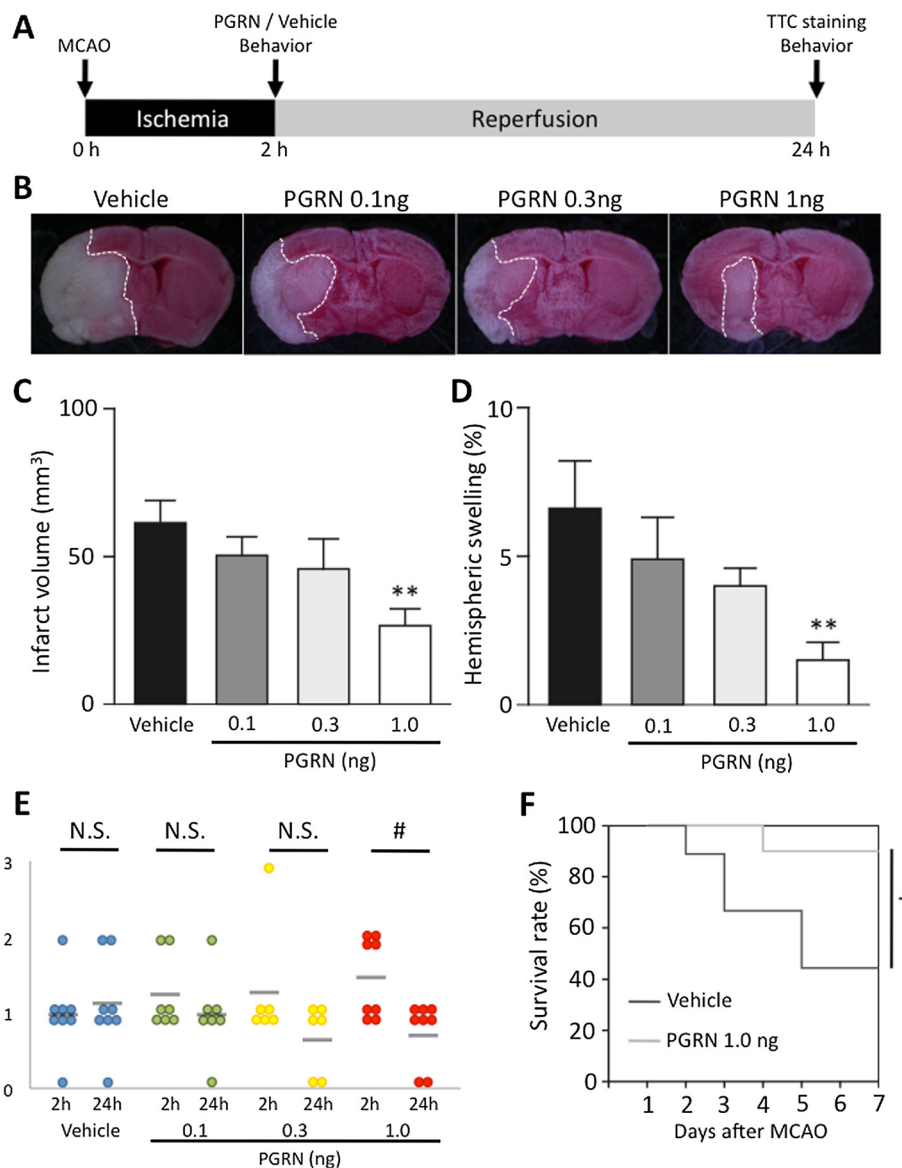 A
MCAO
PGRN / Vehicle
Behavior
TTC staining
Behavior
Ischemia
Reperfusion
0 h
2 h
24 h
B
Vehicle
PGRN 0.1ng
PGRN 0.3ng
PGRN 1ng
C
Infarct volume (mm³)
100
50
0
**
Vehicle
0.1
0.3
1.0
PGRN (ng)
D
Hemispheric swelling (%)
10
5
0
**
Vehicle
0.1
0.3
1.0
PGRN (ng)
E
N.S.
N.S.
N.S.
#
3
2
1
0
2h
24h
2h
24h
2h
24h
2h
24h
Vehicle
0.1
0.3
1.0
PGRN (ng)
F
Survival rate (%)
100
80
60
40
20
0
Vehicle
PGRN 1.0 ng
1
2
3
4
5
6
7
Days after MCAO